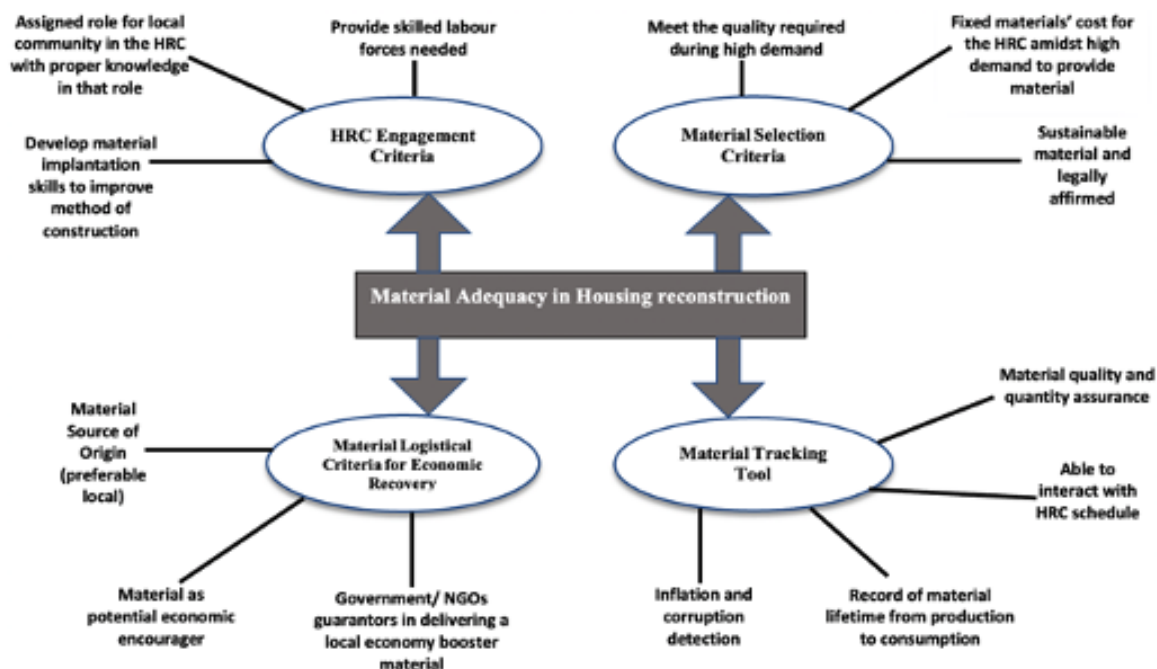 Assigned role for local
community in the HRC
with proper knowledge
in that role
Provide skilled labour
forces needed
Meet the quality required
during high demand
Fixed materials' cost for
the HRC amidst high
demand to provide
material
HRC Engagement
Criteria
Material Selection
Criteria
Develop material
implantation
skills to improve
method of
construction
Sustainable
material and
legally
affirmed
Material Adequacy in Housing reconstruction
Material
Source of
Origin
(preferable
local)
Material Logistical
Criteria for Economic
Recovery
Material Tracking
Tool
Material quality and
quantity assurance
Able to
interact with
HRC schedule
Material as
potential economic
encourager
Government/ NGOs
guarantors in delivering a
local economy booster
material
Inflation and
corruption
detection
Record of material
lifetime from production
to consumption